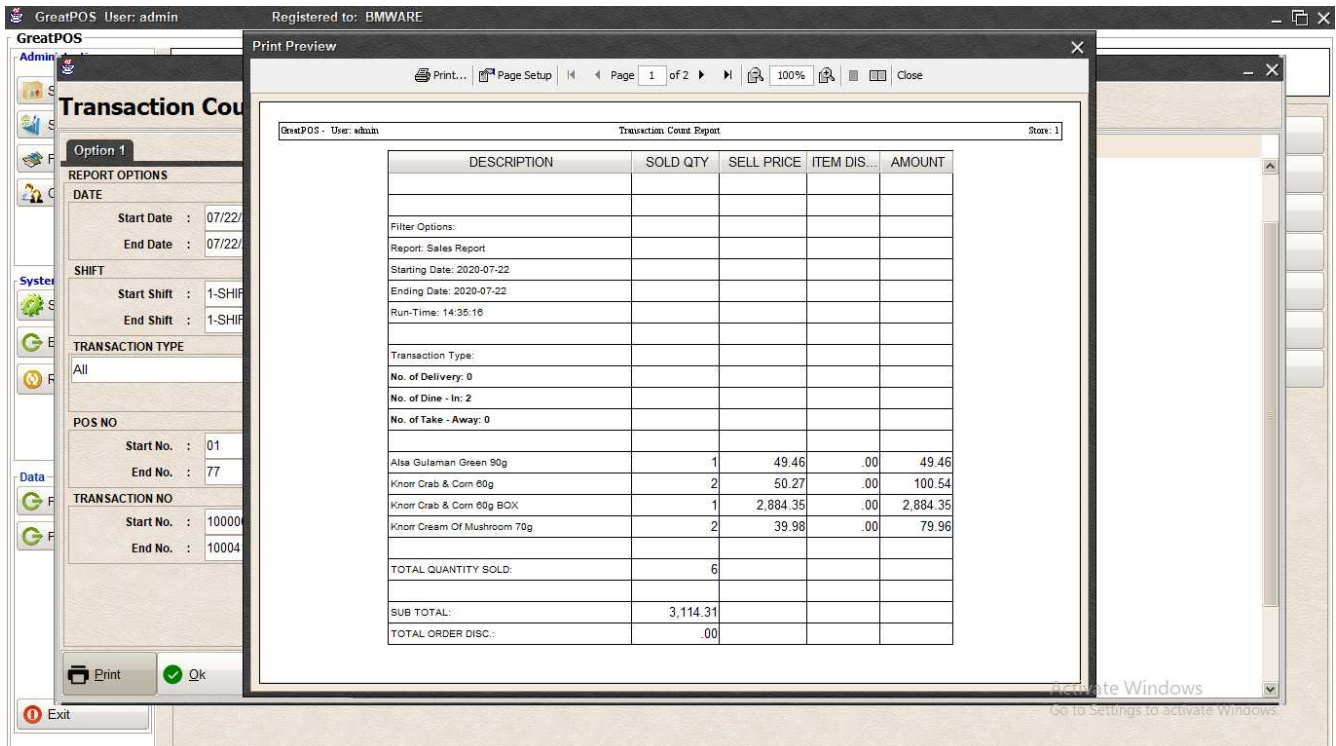 GreatPOS User: admin Registered to: BMWARE
GreatPOS
Print Preview
Print... Page Setup Page 1 of 2 100% Close
Transaction Cou
Option 1
REPORT OPTIONS
DATE
Start Date : 07/22/
End Date : 07/22/
SHIFT
Start Shift : 1-SHIF
End Shift : 1-SHIF
TRANSACTION TYPE
All
POS NO
Start No. : 01
End No. : 77
TRANSACTION NO
Start No. : 10000
End No. : 10004
Print Ok
Admin
System
Data
Exit
GreatPOS - User: admin Transaction Count Report Store: 1
DESCRIPTION SOLD QTY SELL PRICE ITEM DIS... AMOUNT
Filter Options:
Report: Sales Report
Starting Date: 2020-07-22
Ending Date: 2020-07-22
Run-Time: 14:35:16
Transaction Type:
No. of Delivery: 0
No. of Dine - In: 2
No. of Take - Away: 0
Alsa Gulaman Green 90g 1 49.46 .00 49.46
Knorr Crab & Corn 60g 2 50.27 .00 100.54
Knorr Crab & Corn 60g BOX 1 2,884.35 .00 2,884.35
Knorr Cream Of Mushroom 70g 2 39.98 .00 79.96
TOTAL QUANTITY SOLD: 6
SUB TOTAL: 3,114.31
TOTAL ORDER DISC.: .00
Activate Windows
Go to Settings to activate Windows.